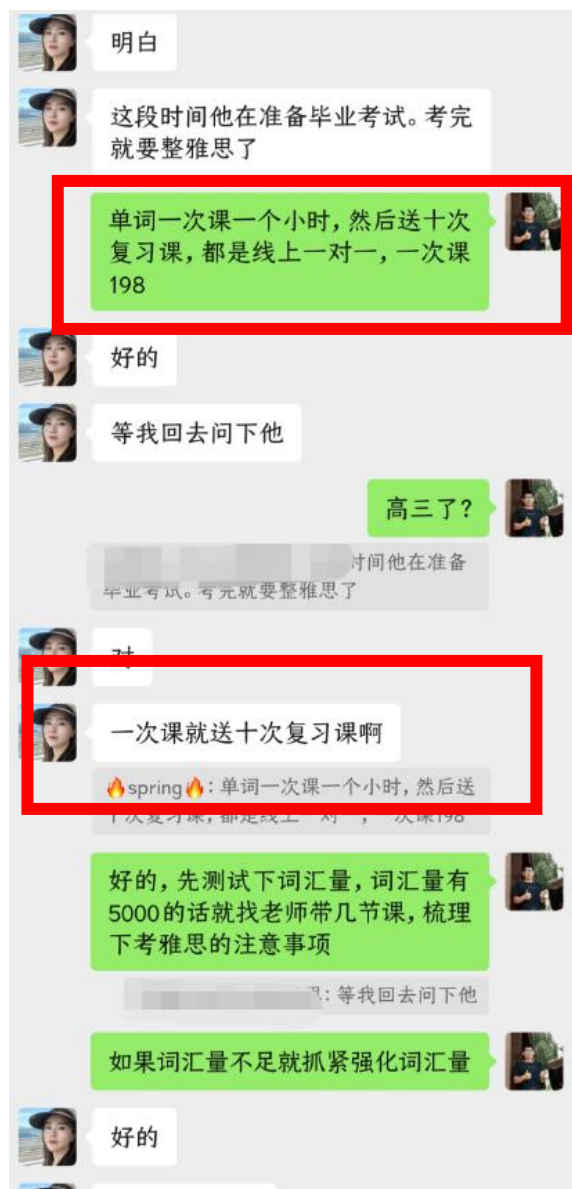 明白
这段时间他在准备毕业考试。考完
就要整雅思了
单词一次课一个小时,然后送十次
复习课,都是线上一对一,一次课
198
好的
等我回去问下他
高三了?
时间他在准备
毕业考试。考完就要整雅思了
对
一次课就送十次复习课啊
🔥spring🔥:单词一次课一个小时,然后送
十次复习课,都是线上一对一,一次课198
好的,先测试下词汇量,词汇量有
5000的话就找老师带几节课,梳理
下考雅思的注意事项
:等我回去问下他
如果词汇量不足就抓紧强化词汇量
好的